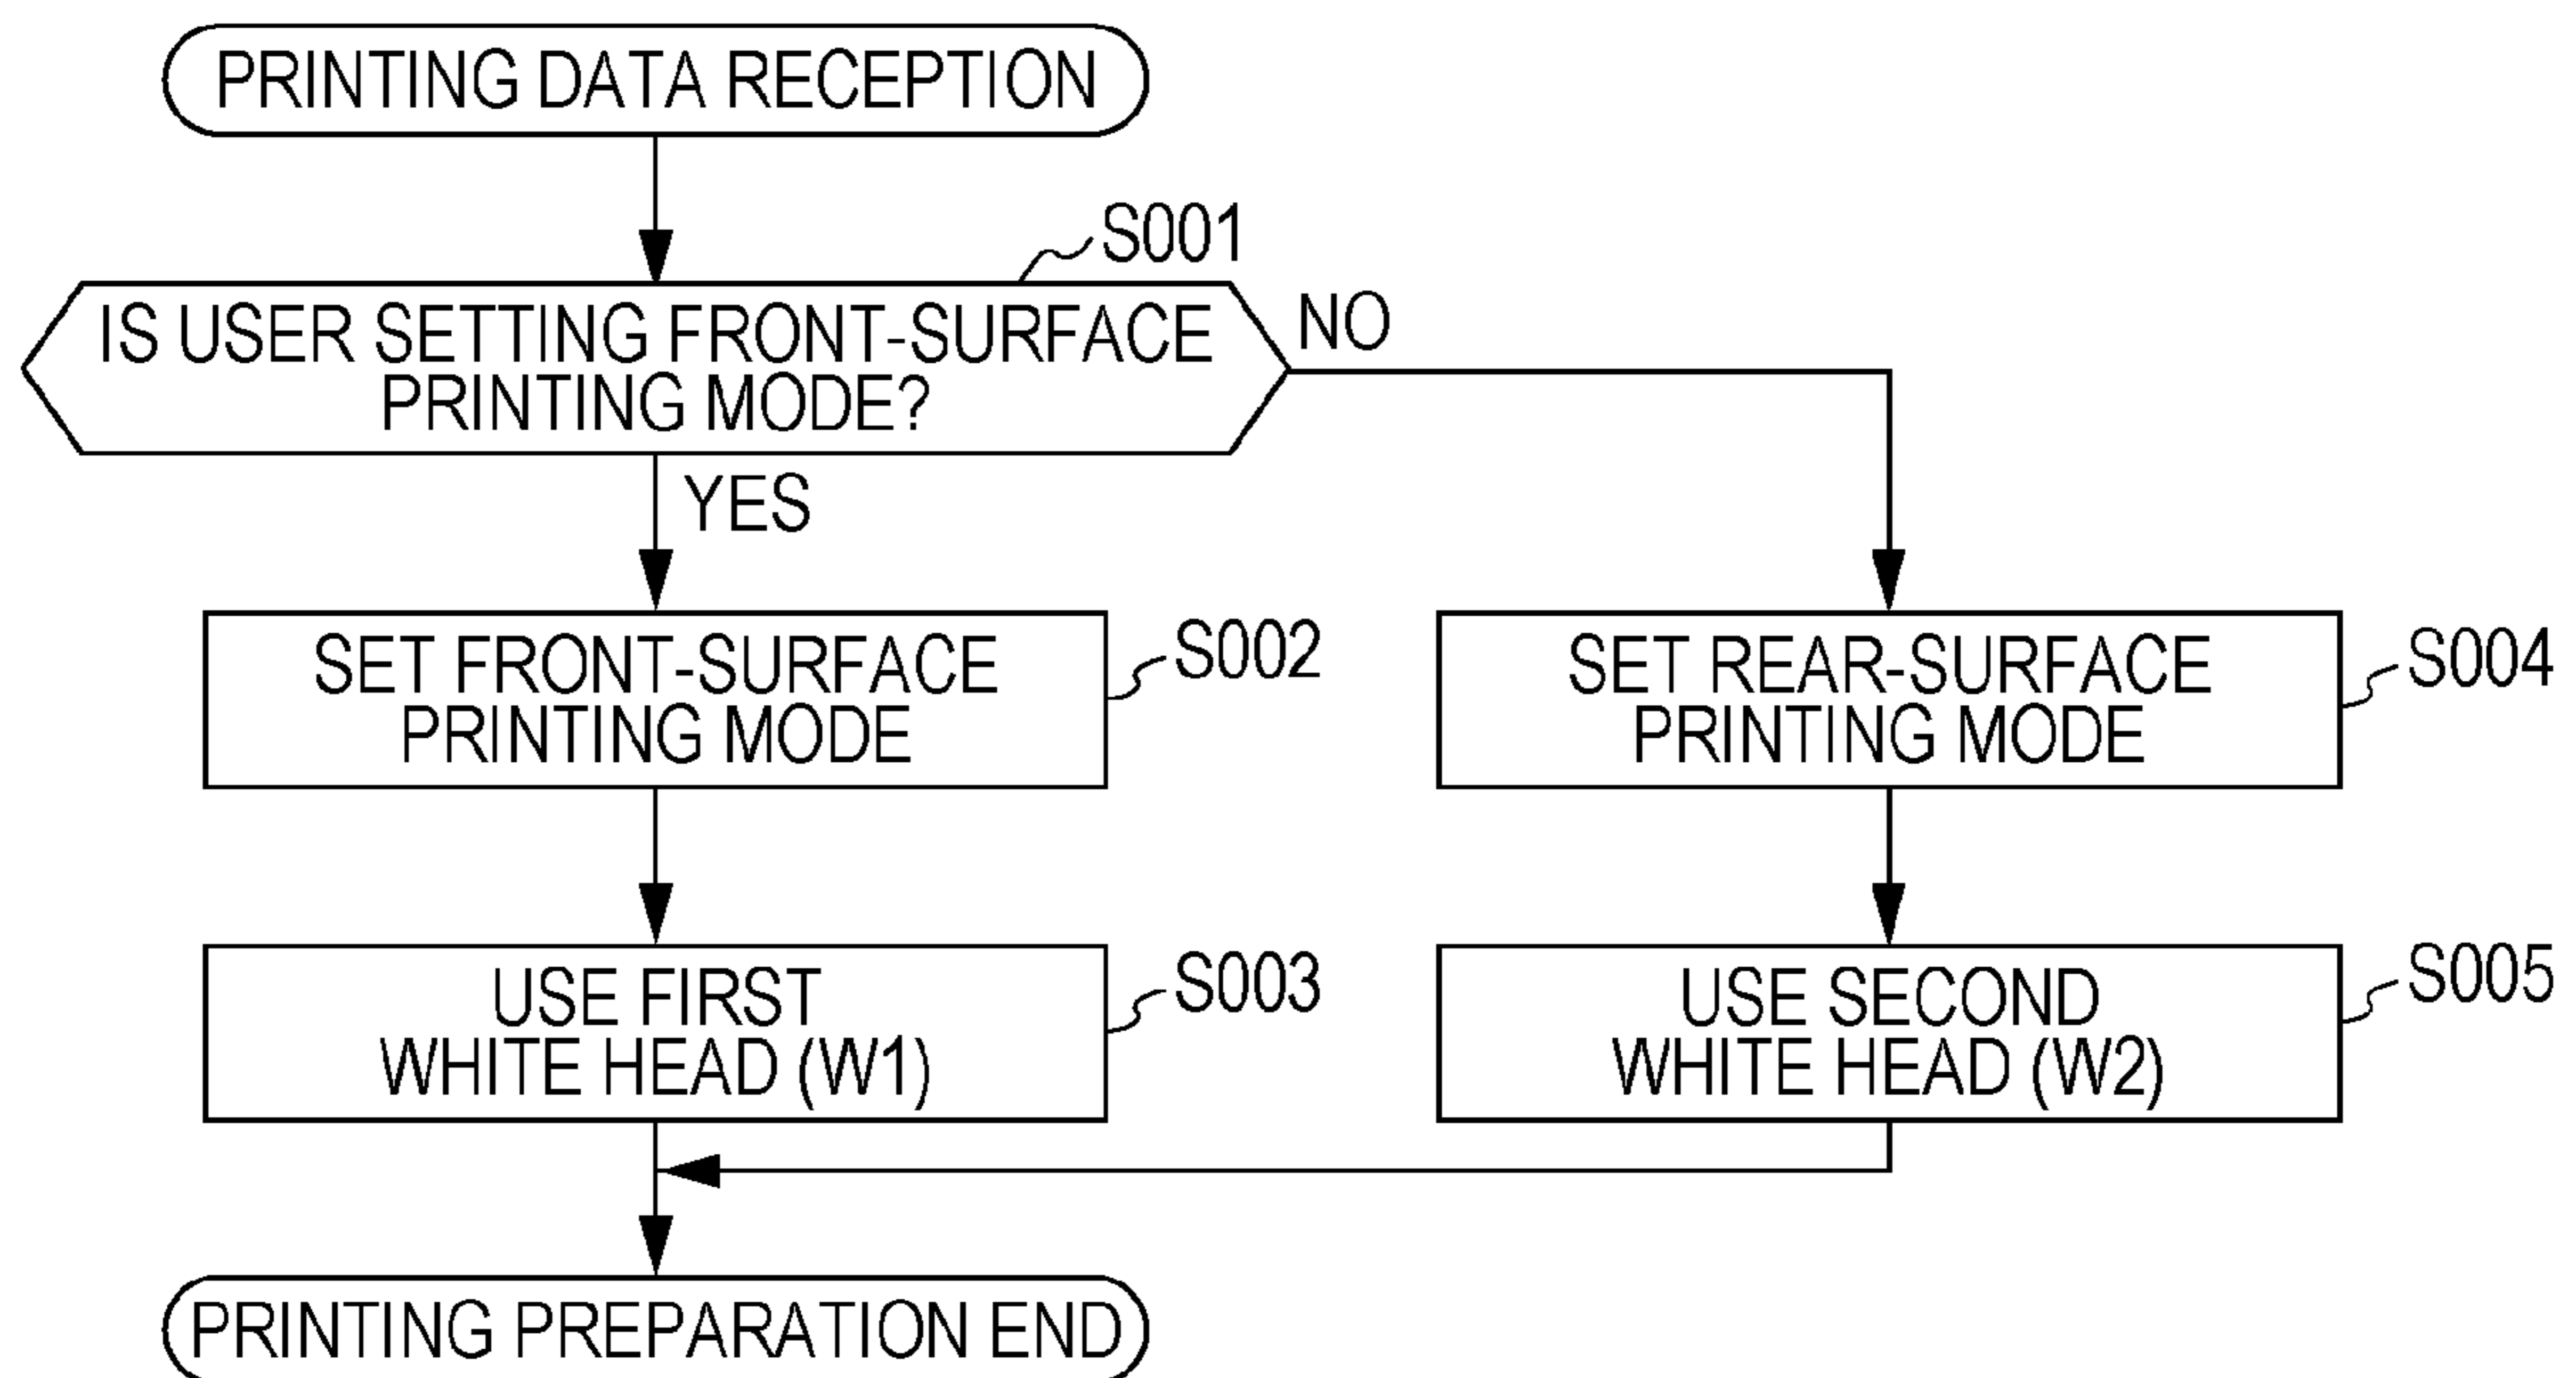 PRINTING DATA RECEPTION
S001
IS USER SETTING FRONT-SURFACE
PRINTING MODE?
NO
YES
SET FRONT-SURFACE
PRINTING MODE
S002
SET REAR-SURFACE
PRINTING MODE
S004
USE FIRST
WHITE HEAD (W1)
S003
USE SECOND
WHITE HEAD (W2)
S005
PRINTING PREPARATION END